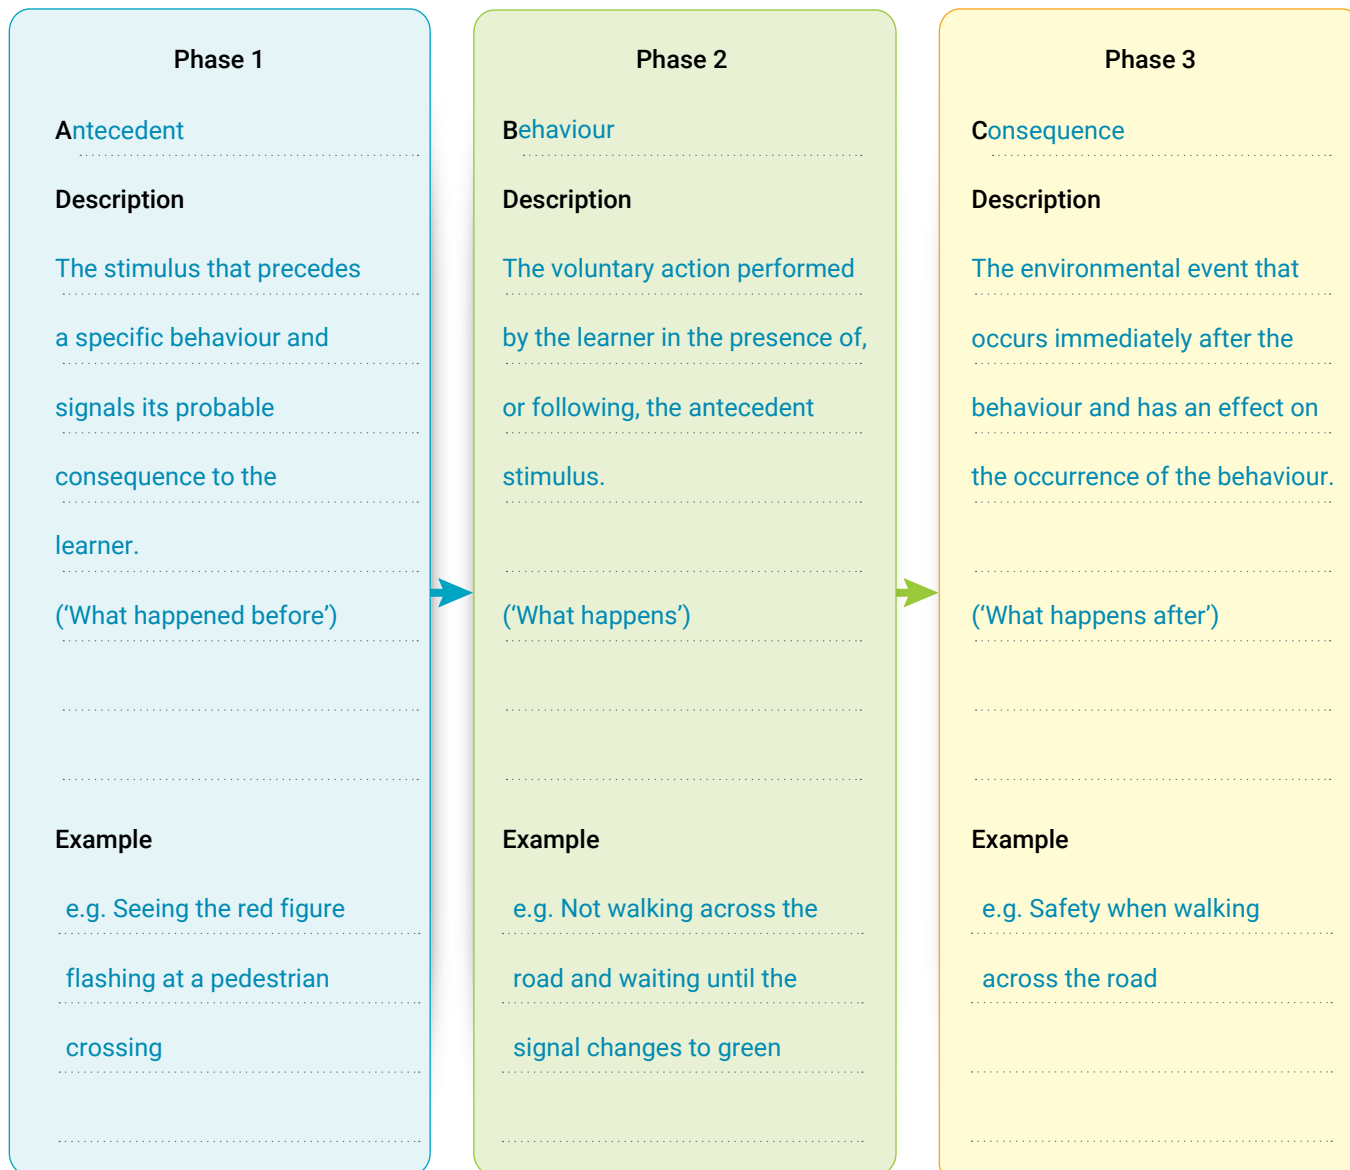 Phase 1
Antecedent
Description
The stimulus that precedes
a specific behaviour and
signals its probable
consequence to the
learner.
(‘What happened before’)
Example
e.g. Seeing the red figure
flashing at a pedestrian
crossing
Phase 2
Behaviour
Description
The voluntary action performed
by the learner in the presence of,
or following, the antecedent
stimulus.
(‘What happens’)
Example
e.g. Not walking across the
road and waiting until the
signal changes to green
Phase 3
Consequence
Description
The environmental event that
occurs immediately after the
behaviour and has an effect on
the occurrence of the behaviour.
(‘What happens after’)
Example
e.g. Safety when walking
across the road